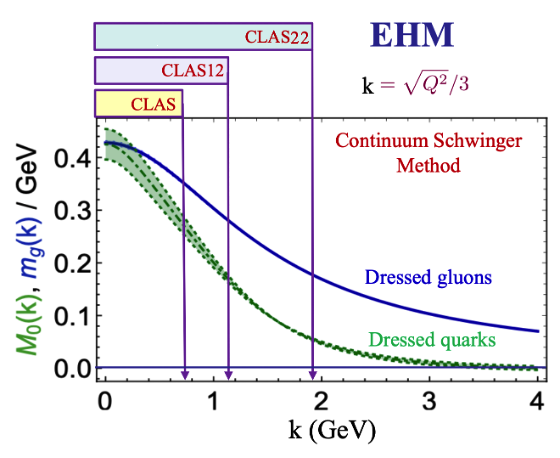 CLAS22
EHM
CLAS12
k = √Q²/3
CLAS
Continuum Schwinger
Method
M₀(k), m_g(k) / GeV
0.4
0.3
0.2
0.1
0.0
Dressed gluons
Dressed quarks
0 1 2 3 4
k (GeV)